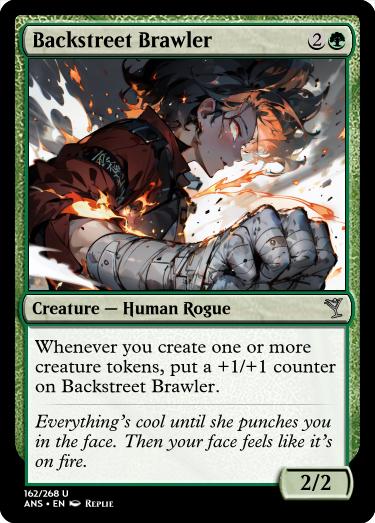 Backstreet Brawler 2
Creature — Human Rogue
Whenever you create one or more
creature tokens, put a +1/+1 counter
on Backstreet Brawler.
Everything's cool until she punches you
in the face. Then your face feels like it's
on fire.
2/2
162/268 U
ANS • EN Replie